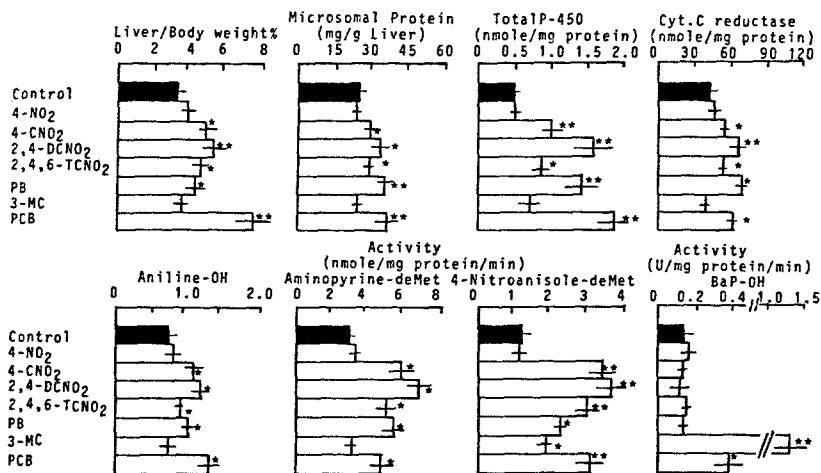 Liver/Body weight%
0 2 4 6 8
Microsomal Protein
(mg/g Liver)
0 15 30 45 60
TotalP-450
(nmole/mg protein)
0 0.5 1.0 1.5 2.0
Cyt.C reductase
(nmole/mg protein)
0 30 60 90 120
Control
4-NO2
4-CNO2
2,4-DCNO2
2,4,6-TCNO2
PB
3-MC
PCB
* ** * * **
* * * ** **
** ** * ** **
* ** * * *
Activity
(nmole/mg protein/min)
Aniline-OH
0 1.0 2.0
Aminopyrine-deMet
0 2 4 6 8
4-Nitroanisole-deMet
0 1 2 3 4
Activity
(U/mg protein/min)
BaP-OH
0 0.2 0.4 // 1.0 1.5
Control
4-NO2
4-CNO2
2,4-DCNO2
2,4,6-TCNO2
PB
3-MC
PCB
* * * * *
* * * * *
** ** ** * * **
// **
*